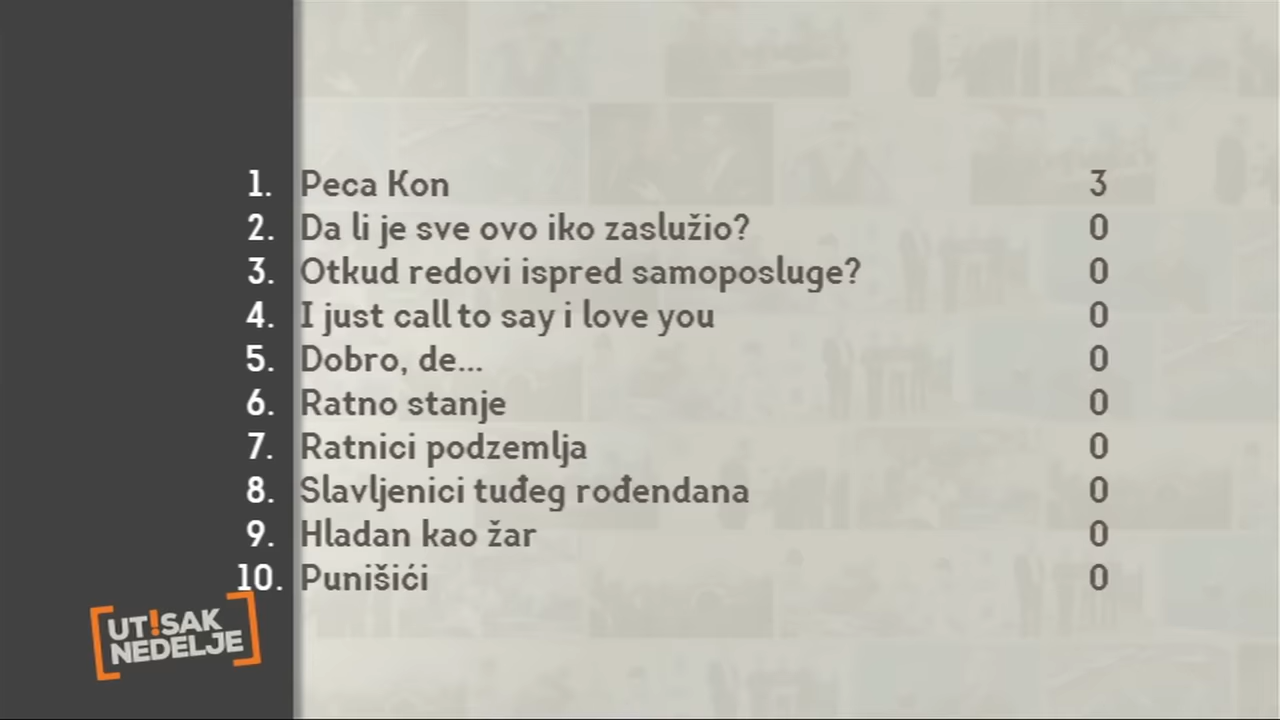 1. Peca Kon 3
2. Da li je sve ovo iko zaslužio? 0
3. Otkud redovi ispred samoposluge? 0
4. I just call to say i love you 0
5. Dobro, de... 0
6. Ratno stanje 0
7. Ratnici podzemlja 0
8. Slavljenici tuđeg rođendana 0
9. Hladan kao žar 0
10. Punišići 0
UT!SAK
NEDELJE